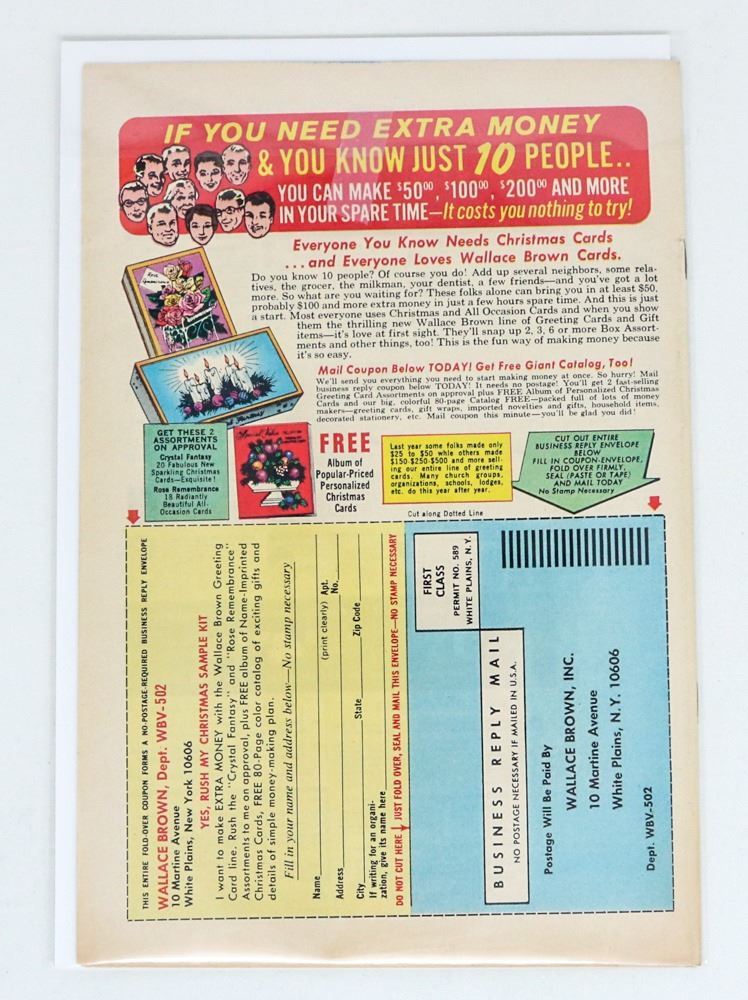 IF YOU NEED EXTRA MONEY
& YOU KNOW JUST 10 PEOPLE..
YOU CAN MAKE $50⁰⁰, $100⁰⁰, $200⁰⁰ AND MORE
IN YOUR SPARE TIME—It costs you nothing to try!
Everyone You Know Needs Christmas Cards
...and Everyone Loves Wallace Brown Cards.
Do you know 10 people? Of course you do! Add up several neighbors, some rela-
tives, the grocer, the milkman, your dentist, a few friends—and you've got a lot
more. So what are you waiting for? These folks alone can bring you in at least $50,
probably $100 and more extra money in just a few hours spare time. And this is just
a start. Most everyone uses Christmas and All Occasion Cards and when you show
them the thrilling new Wallace Brown line of Greeting Cards and Gift
items—it's love at first sight. They'll snap up 2, 3, 6 or more Box Assort-
ments and other things, too! This is the fun way of making money because
it's so easy.
Mail Coupon Below TODAY! Get Free Giant Catalog, Too!
We'll send you everything you need to start making money at once. So hurry! Mail
business reply coupon below TODAY! It needs no postage! You'll get 2 fast-selling
Greeting Card Assortments on approval plus FREE Album of Personalized Christmas
Cards and our big, colorful 80-page Catalog FREE—packed full of lots of money
makers—greeting cards, gift wraps, imported novelties and gifts, household items,
decorated stationery, etc. Mail coupon this minute—you'll be glad you did!
GET THESE 2
ASSORTMENTS
ON APPROVAL
Crystal Fantasy
20 Fabulous New
Sparkling Christmas
Cards—Exquisite!
Rose Remembrance
18 Radiantly
Beautiful All-
Occasion Cards
FREE
Album of
Popular-Priced
Personalized
Christmas
Cards
Last year some folks made only
$25 to $50 while others made
$150-$250-$500 and more sell-
ing our entire line of greeting
cards. Many church groups,
organizations, schools, lodges,
etc. do this year after year.
CUT OUT ENTIRE
BUSINESS REPLY ENVELOPE
BELOW
FILL IN COUPON-ENVELOPE,
FOLD OVER FIRMLY,
SEAL (PASTE OR TAPE)
AND MAIL TODAY
No Stamp Necessary
Cut along Dotted Line
THIS ENTIRE FOLD-OVER COUPON FORMS A NO-POSTAGE-REQUIRED BUSINESS REPLY ENVELOPE
WALLACE BROWN, Dept. WBV-502
10 Martine Avenue
White Plains, New York 10606
YES, RUSH MY CHRISTMAS SAMPLE KIT
I want to make EXTRA MONEY with the Wallace Brown Greeting
Card line. Rush the "Crystal Fantasy" and "Rose Remembrance"
Assortments to me on approval, plus FREE album of Name-Imprinted
Christmas Cards, FREE 80-Page color catalog of exciting gifts and
details of simple money-making plan.
Fill in your name and address below—No stamp necessary
Name
(print clearly)
Apt.
No.
Address
City
State
Zip Code
If writing for an organi-
zation, give its name here
DO NOT CUT HERE JUST FOLD OVER, SEAL AND MAIL THIS ENVELOPE—NO STAMP NECESSARY
FIRST
CLASS
PERMIT NO. 589
WHITE PLAINS, N.Y.
BUSINESS REPLY MAIL
NO POSTAGE NECESSARY IF MAILED IN U.S.A.
Postage Will Be Paid By
WALLACE BROWN, INC.
10 Martine Avenue
White Plains, N.Y. 10606
Dept. WBV-502